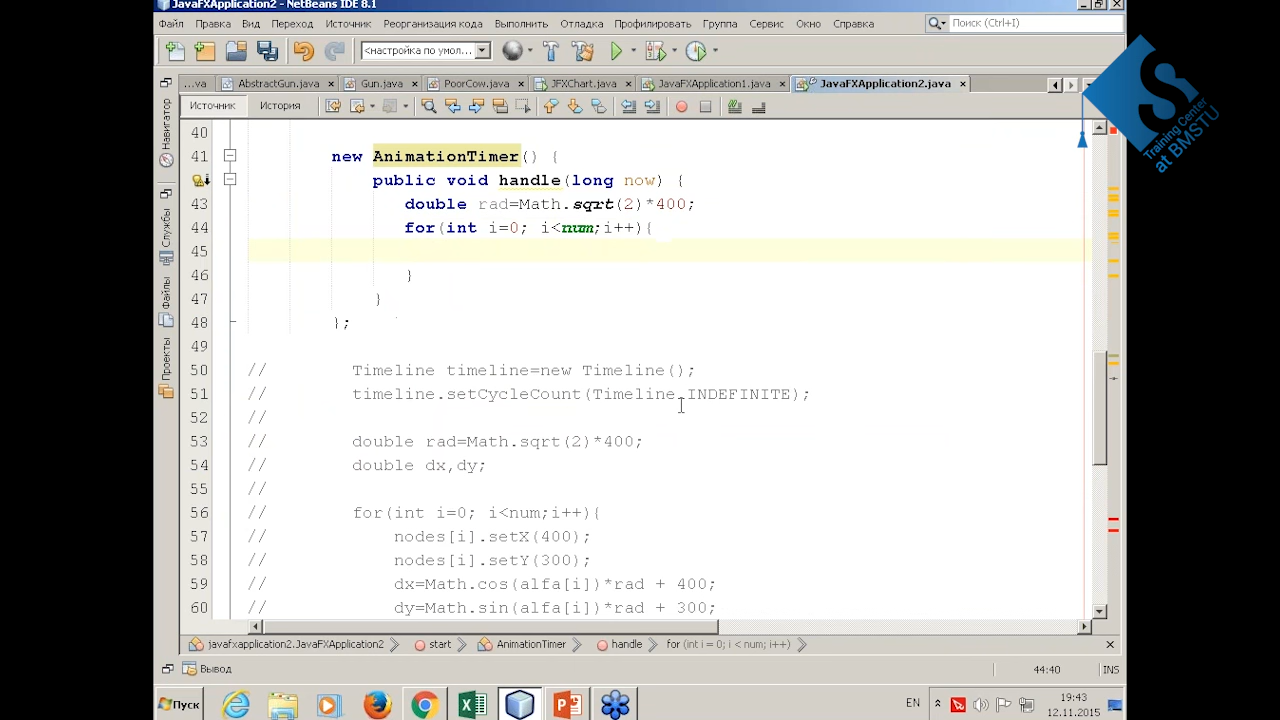 JavaFXApplication2 - NetBeans IDE 8.1
Файл Правка Вид Переход Источник Реорганизация кода Выполнить Отладка Профилировать Группа Сервис Окно Справка
Поиск (Ctrl+I)
<настройка по умол...
...va AbstractGun.java Gun.java PoorCow.java JFXChart.java JavaFXApplication1.java JavaFXApplication2.java
Источник История
Training Center
at BMSTU
Навигатор
Службы
Файлы
Проекты
40
41 new AnimationTimer() {
42 public void handle(long now) {
43 double rad=Math.sqrt(2)*400;
44 for(int i=0; i<num;i++){
45
46 }
47 }
48 };
49
50 // Timeline timeline=new Timeline();
51 // timeline.setCycleCount(Timeline.INDEFINITE);
52 //
53 // double rad=Math.sqrt(2)*400;
54 // double dx,dy;
55 //
56 // for(int i=0; i<num;i++){
57 // nodes[i].setX(400);
58 // nodes[i].setY(300);
59 // dx=Math.cos(alfa[i])*rad + 400;
60 // dy=Math.sin(alfa[i])*rad + 300;
javafxapplication2.JavaFXApplication2 start AnimationTimer handle for (int i = 0; i < num; i++)
Вывод
44:40 INS
Пуск
EN
19:43
12.11.2015